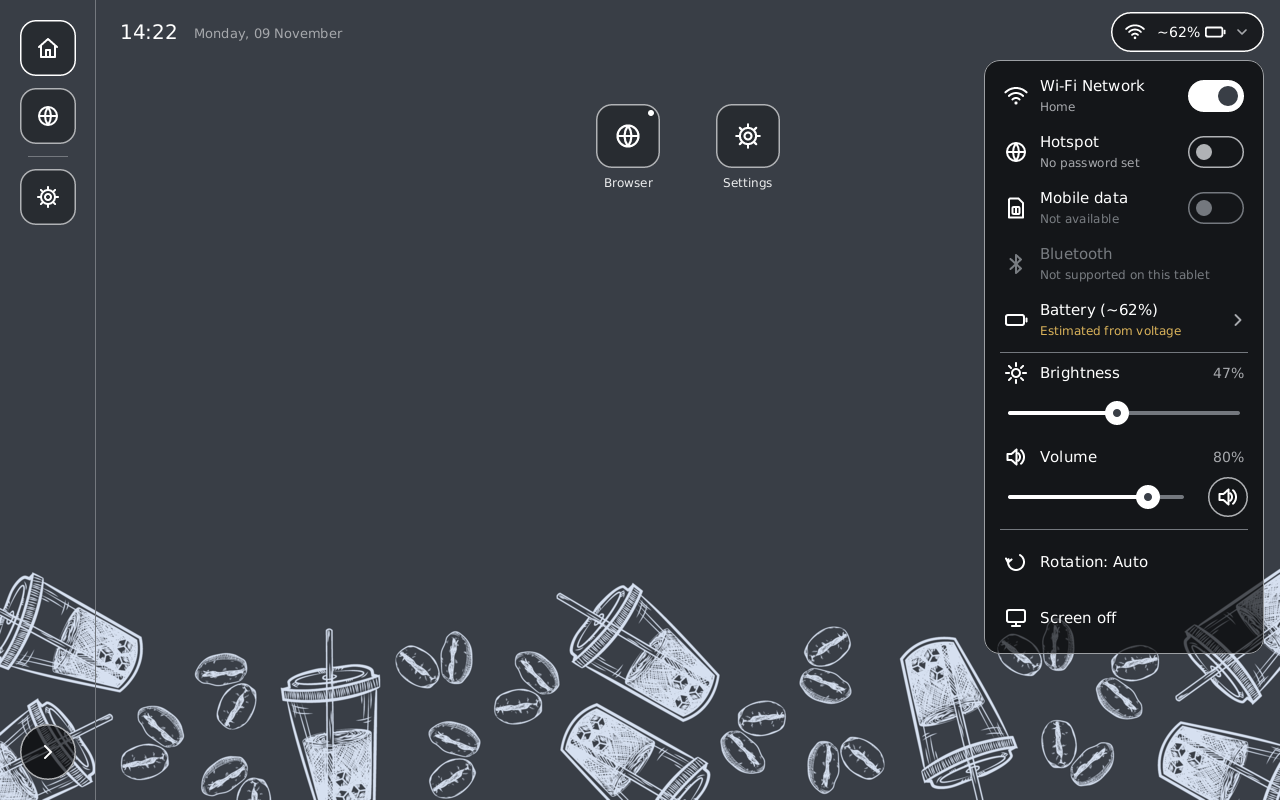 14:22 Monday, 09 November
~62%
Browser
Settings
Wi-Fi Network
Home
Hotspot
No password set
Mobile data
Not available
Bluetooth
Not supported on this tablet
Battery (~62%)
Estimated from voltage
Brightness 47%
Volume 80%
Rotation: Auto
Screen off